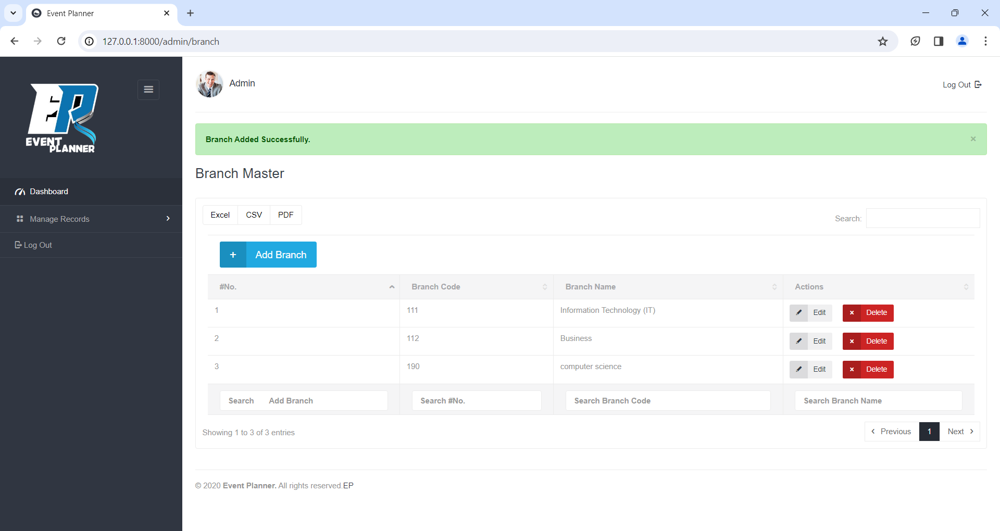 Event Planner
127.0.0.1:8000/admin/branch
EVENT
PLANNER
Admin
Log Out
Branch Added Successfully.
×
Branch Master
Dashboard
Manage Records
Log Out
Excel CSV PDF
Search:
+ Add Branch
#No. Branch Code Branch Name Actions
1 111 Information Technology (IT) Edit × Delete
2 112 Business Edit × Delete
3 190 computer science Edit × Delete
Search Add Branch Search #No. Search Branch Code Search Branch Name
Showing 1 to 3 of 3 entries
Previous 1 Next
© 2020 Event Planner. All rights reserved.EP